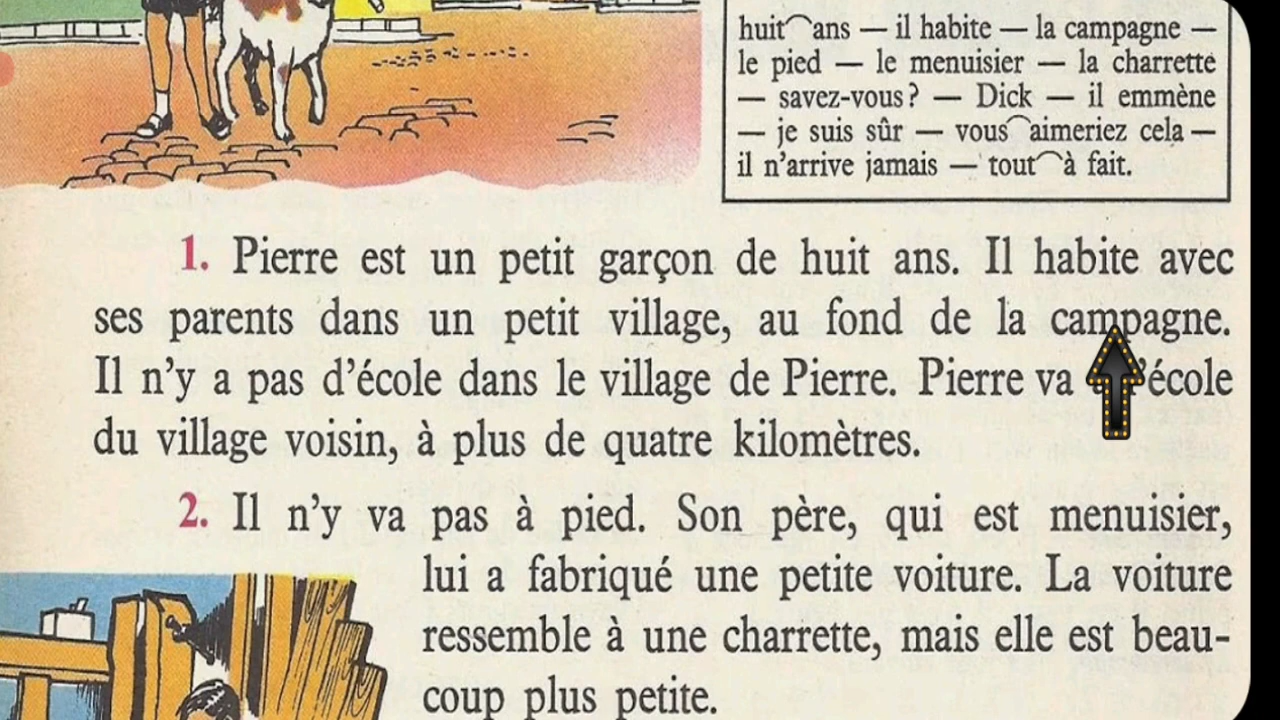 huit ans — il habite — la campagne —
le pied — le menuisier — la charrette
— savez-vous? — Dick — il emmène
— je suis sûr — vous aimeriez cela —
il n'arrive jamais — tout à fait.
1. Pierre est un petit garçon de huit ans. Il habite avec
ses parents dans un petit village, au fond de la campagne.
Il n'y a pas d'école dans le village de Pierre. Pierre va l'école
du village voisin, à plus de quatre kilomètres.
2. Il n'y va pas à pied. Son père, qui est menuisier,
lui a fabriqué une petite voiture. La voiture
ressemble à une charrette, mais elle est beau-
coup plus petite.